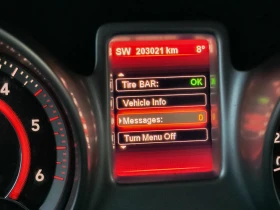 SW 203021 km 8°
Tire BAR: OK
Vehicle Info
Messages: 0
Turn Menu Off
4
5
6